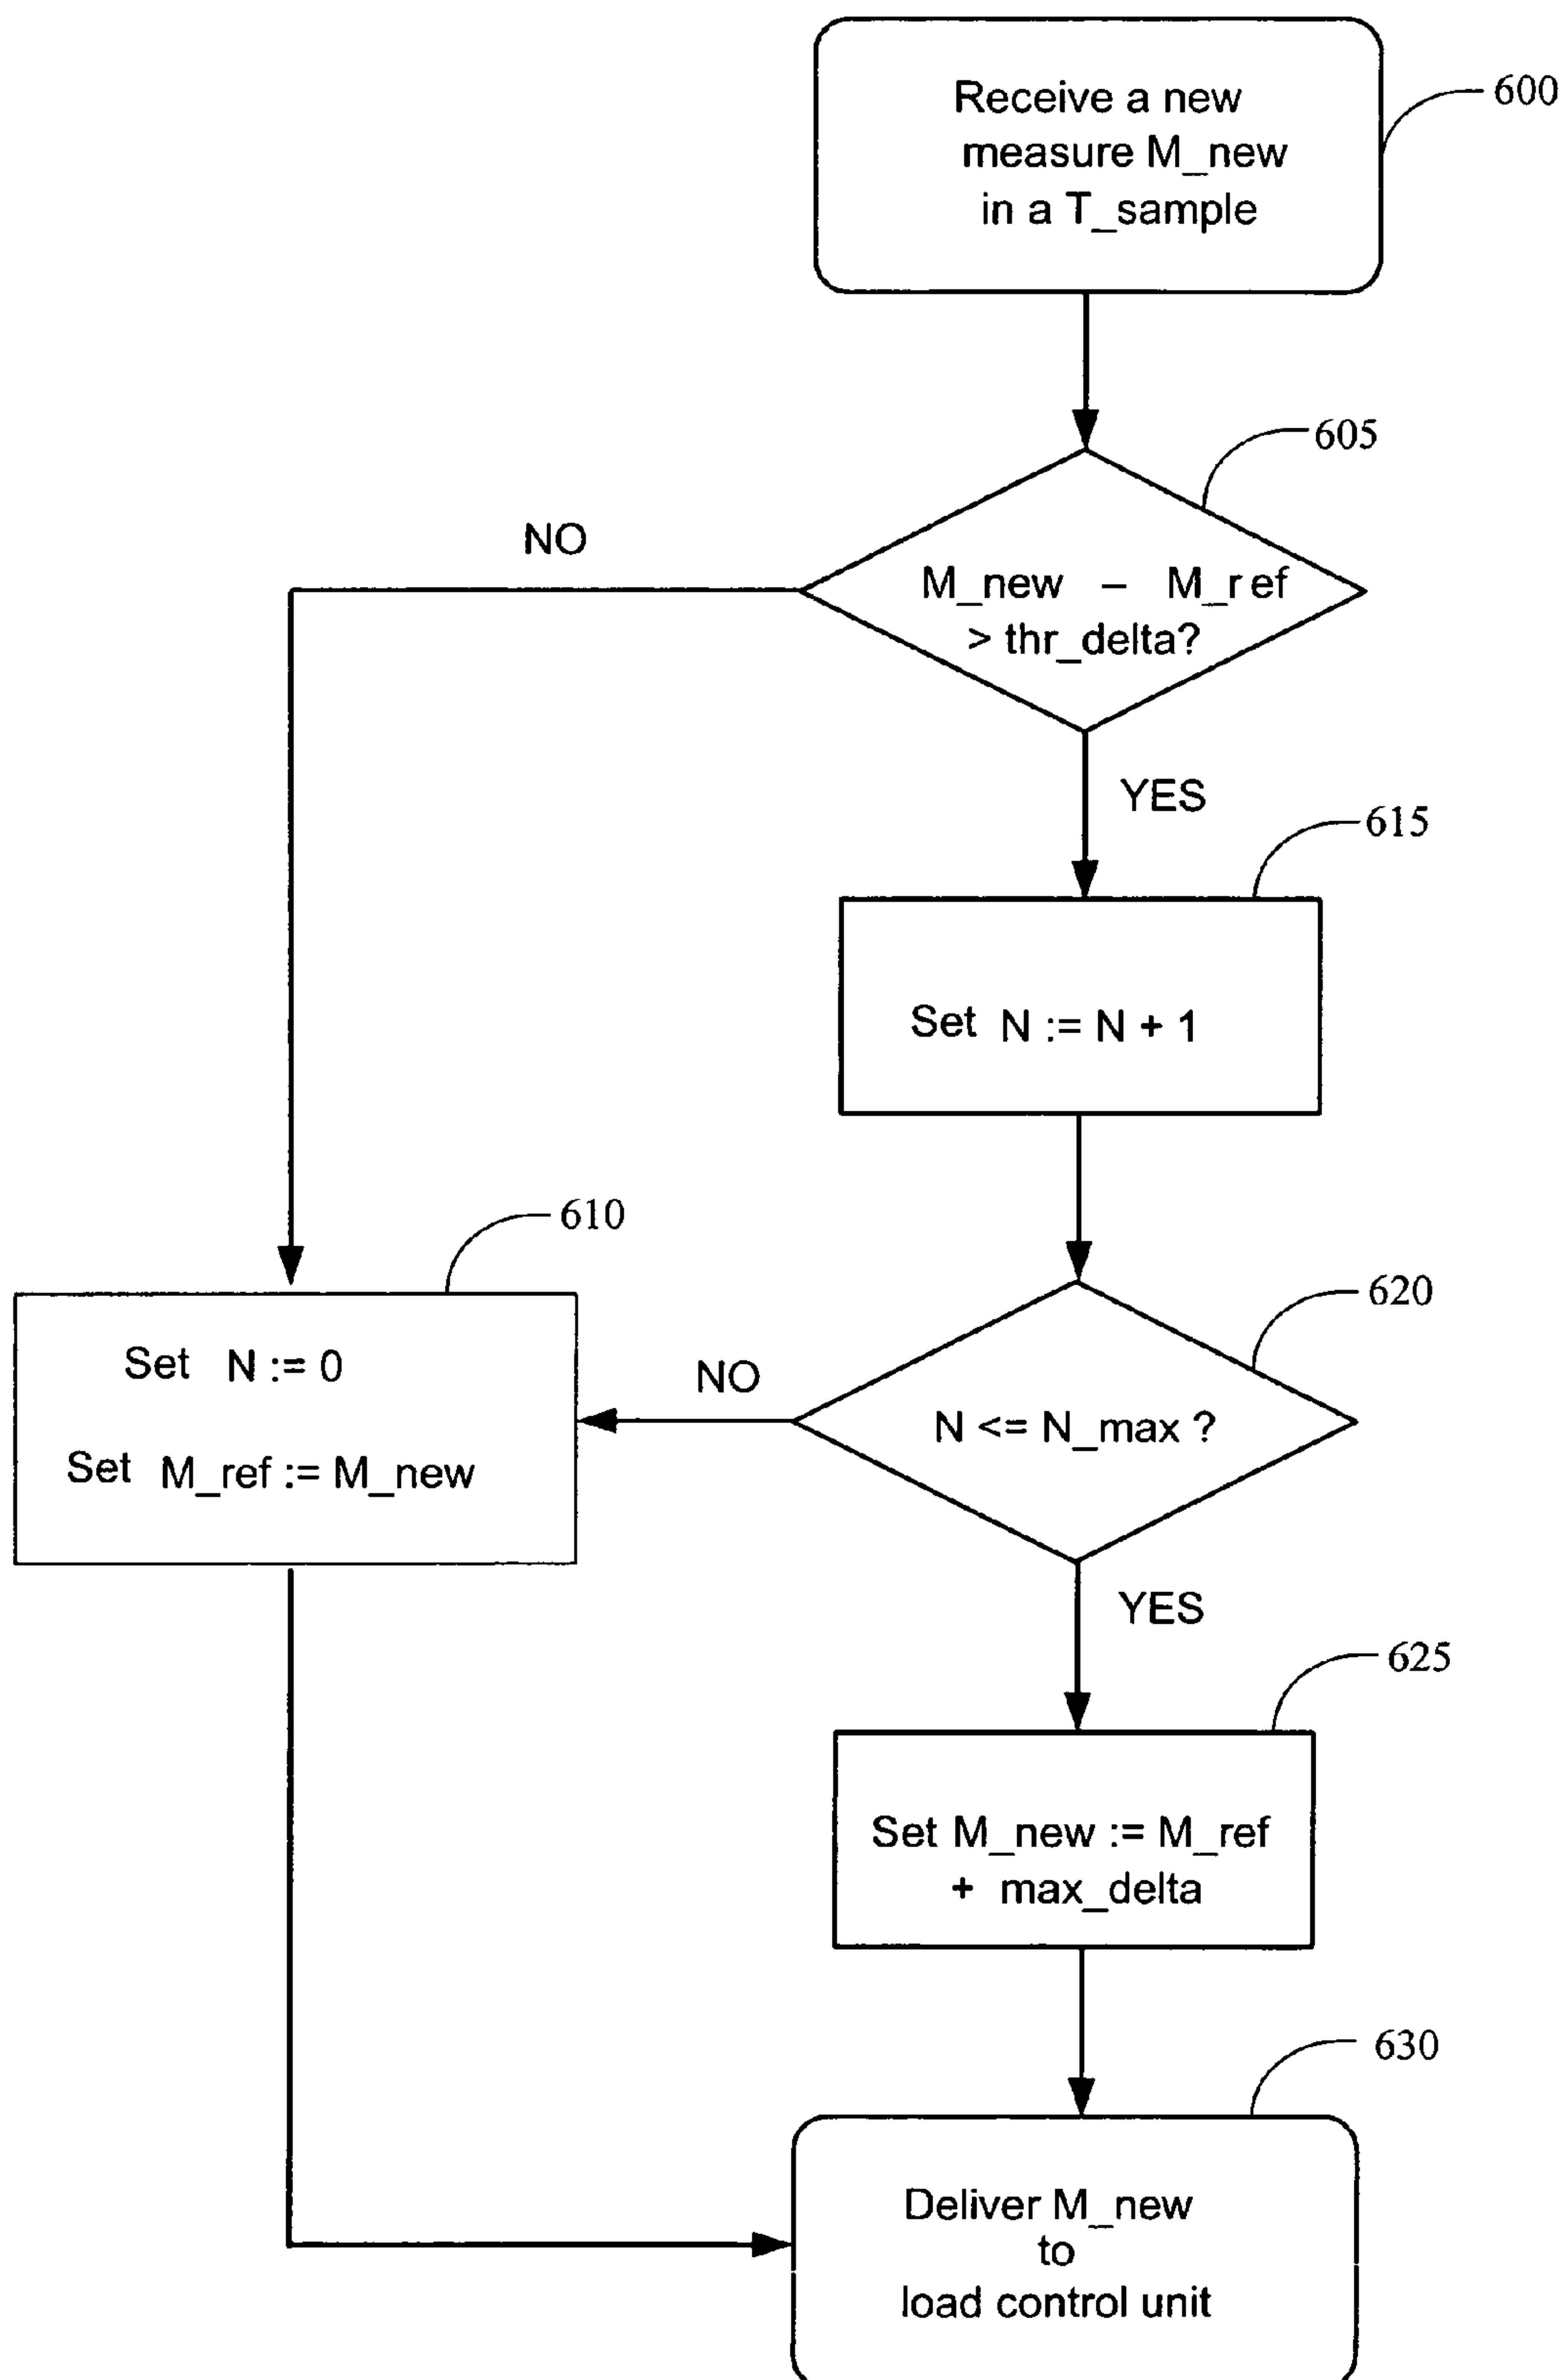 Receive a new
measure M_new
in a T_sample
600
605
NO
M_new – M_ref
> thr_delta?
YES
615
Set N := N + 1
610
620
Set N := 0
NO
N <= N_max ?
Set M_ref := M_new
YES
625
Set M_new := M_ref
+ max_delta
630
Deliver M_new
to
load control unit